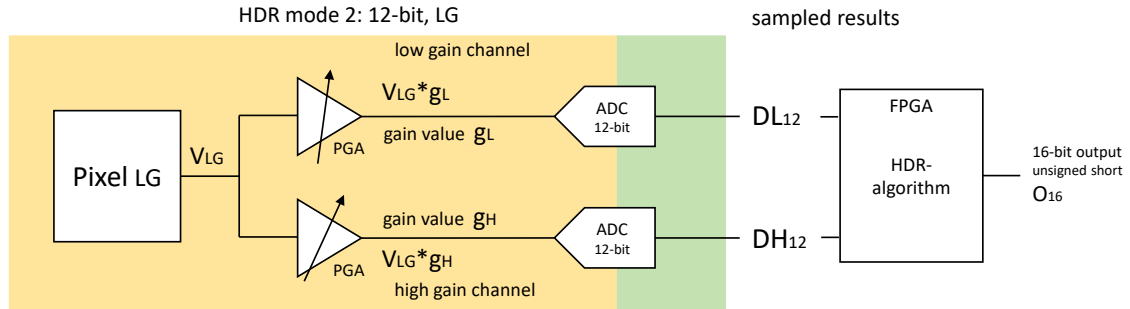 HDR mode 2: 12-bit, LG
sampled results
low gain channel
VLG*gL
gain value gL
PGA
ADC
12-bit
DL12
Pixel LG
VLG
FPGA
HDR-
algorithm
16-bit output
unsigned short
O16
gain value gH
PGA
VLG*gH
high gain channel
ADC
12-bit
DH12